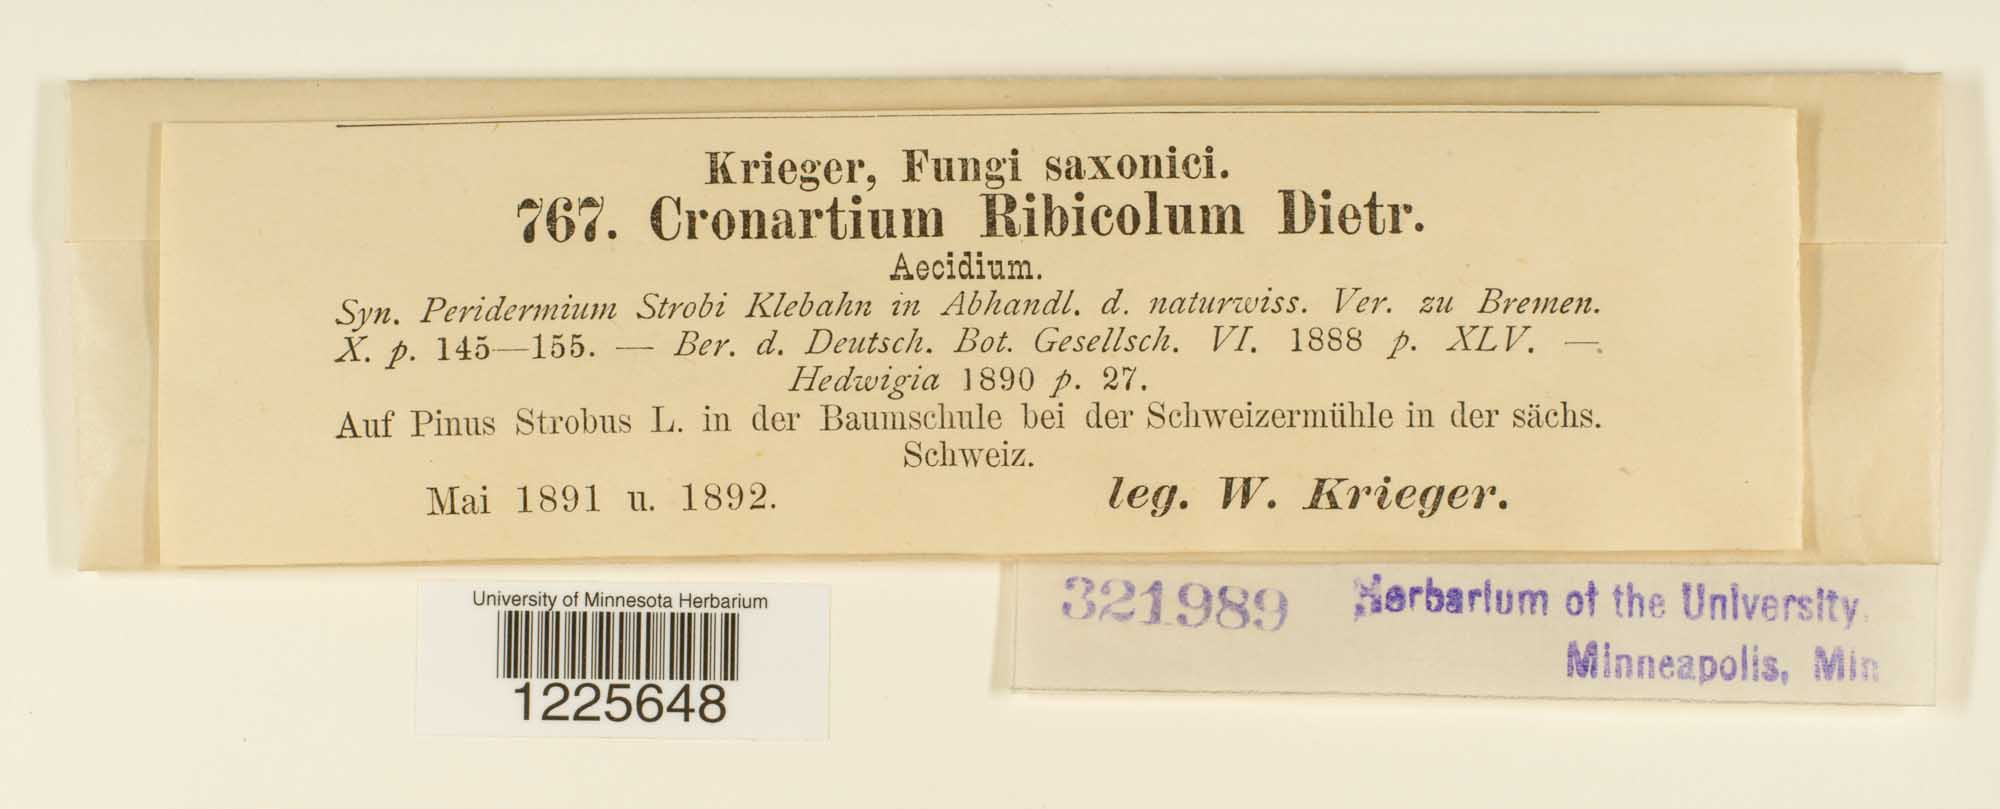 Krieger, Fungi saxonici.
767. Cronartium Ribicolum Dietr.
Aecidium.
Syn. Peridermium Strobi Klebahn in Abhandl. d. naturwiss. Ver. zu Bremen.
X. p. 145—155. — Ber. d. Deutsch. Bot. Gesellsch. VI. 1888 p. XLV. —
Hedwigia 1890 p. 27.
Auf Pinus Strobus L. in der Baumschule bei der Schweizermühle in der sächs.
Schweiz.
Mai 1891 u. 1892. leg. W. Krieger.
University of Minnesota Herbarium
1225648
321989
Herbarium of the University
Minneapolis, Min